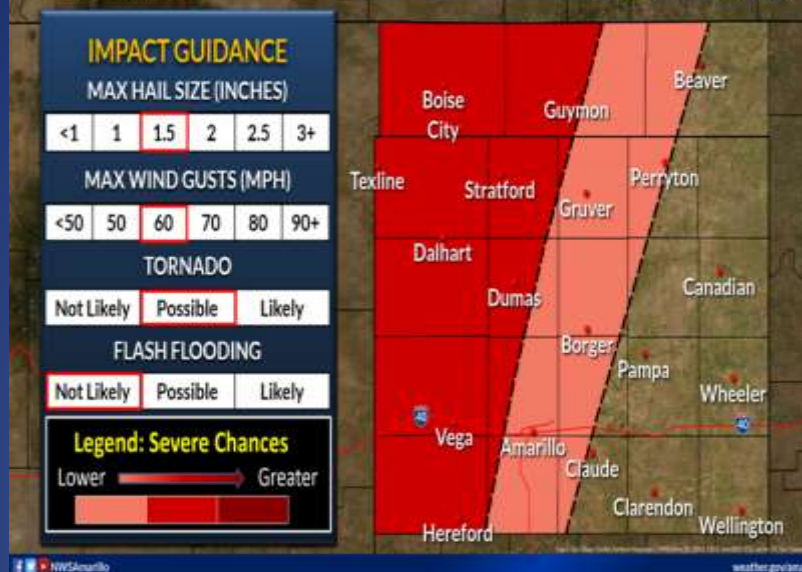 IMPACT GUIDANCE
MAX HAIL SIZE (INCHES)
<1 1 1.5 2 2.5 3+
MAX WIND GUSTS (MPH)
<50 50 60 70 80 90+
TORNADO
Not Likely Possible Likely
FLASH FLOODING
Not Likely Possible Likely
Legend: Severe Chances
Lower Greater
Beaver
Boise
City
Guymon
Texline
Stratford
Perryton
Gruver
Dalhart
Dumas
Canadian
Borger
Pampa
Wheeler
40
40
Vega
Amarillo
Claude
Clarendon
Wellington
Hereford
NWSAmarillo
weather.gov/ama